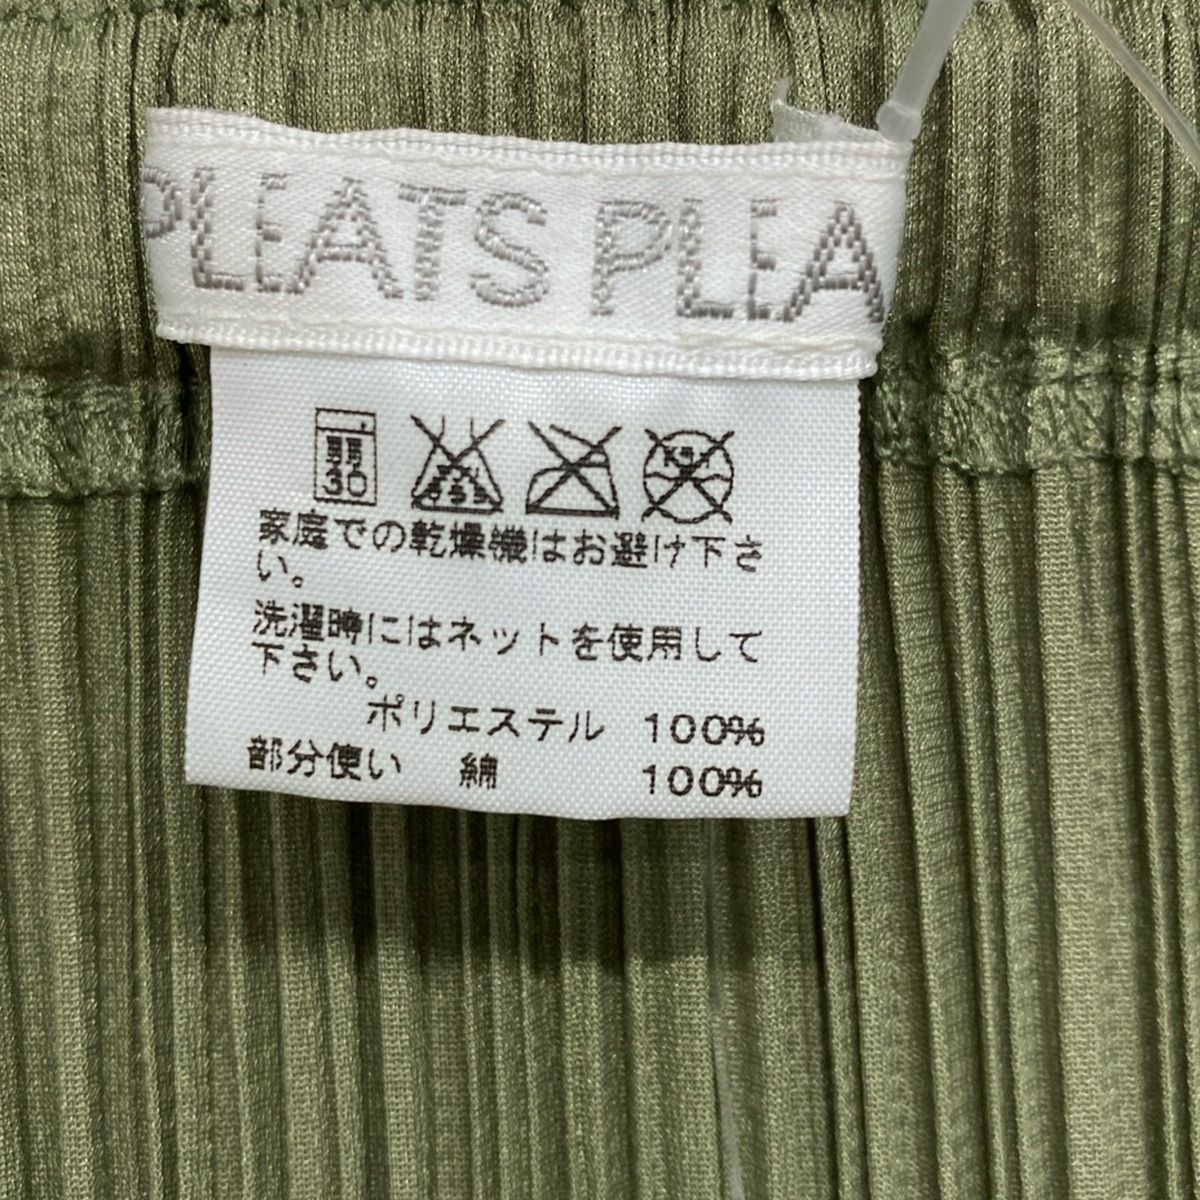 PLEATS PLEA
弱
30
家庭での乾燥機はお避け下さ
い。
洗濯時にはネットを使用して
下さい。
ポリエステル 100%
部分使い 綿 100%